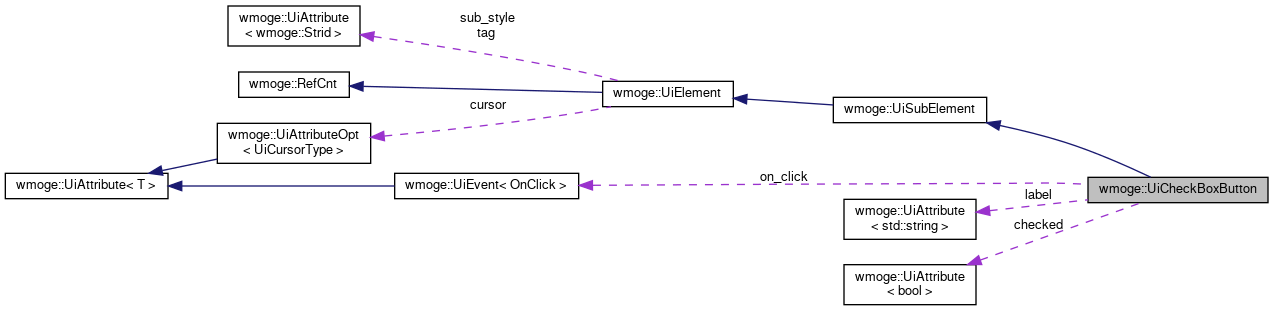 wmoge::UiAttribute
< wmoge::Strid >
sub_style
tag
wmoge::RefCnt
wmoge::UiElement
cursor
wmoge::UiSubElement
wmoge::UiAttributeOpt
< UiCursorType >
wmoge::UiAttribute< T >
wmoge::UiEvent< OnClick >
on_click
wmoge::UiCheckBoxButton
label
wmoge::UiAttribute
< std::string >
checked
wmoge::UiAttribute
< bool >